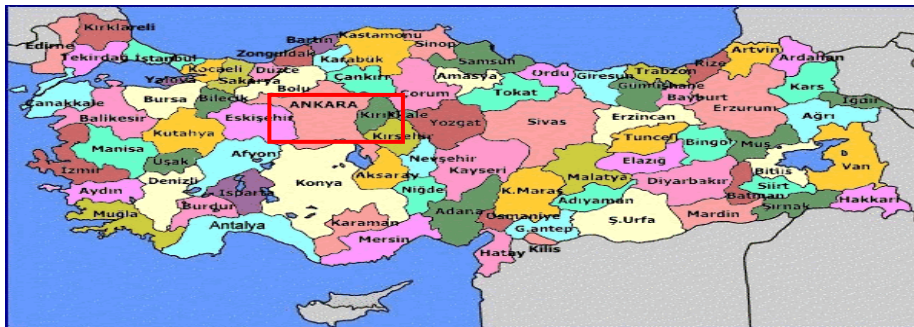 Kırklareli
Edirne
Tekirdağ
İstanbul
Yalova
Kocaeli
Sakarya
Düzce
Zonguldak
Bartın
Karabük
Kastamonu
Sinop
Samsun
Ordu
Giresun
Trabzon
Rize
Artvin
Ardahan
Kars
Iğdır
Ağrı
Erzurum
Bayburt
Gümüşhane
Tokat
Amasya
Çorum
Çankırı
Bolu
Bilecik
Bursa
Çanakkale
Balikesir
Kutahya
Eskişehir
ANKARA
Kırıkkale
Kırşehir
Yozgat
Sivas
Erzincan
Tunceli
Bingöl
Muş
Bitlis
Van
Hakkari
Şırnak
Siirt
Batman
Mardin
Diyarbakır
Elazığ
Malatya
Adıyaman
Ş.Urfa
G.antep
Kilis
Hatay
Osmaniye
K.Maraş
Kayseri
Nevşehir
Aksaray
Niğde
Adana
Mersin
Karaman
Konya
Afyon
Uşak
Manisa
İzmir
Aydın
Denizli
Muğla
Burdur
Isparta
Antalya